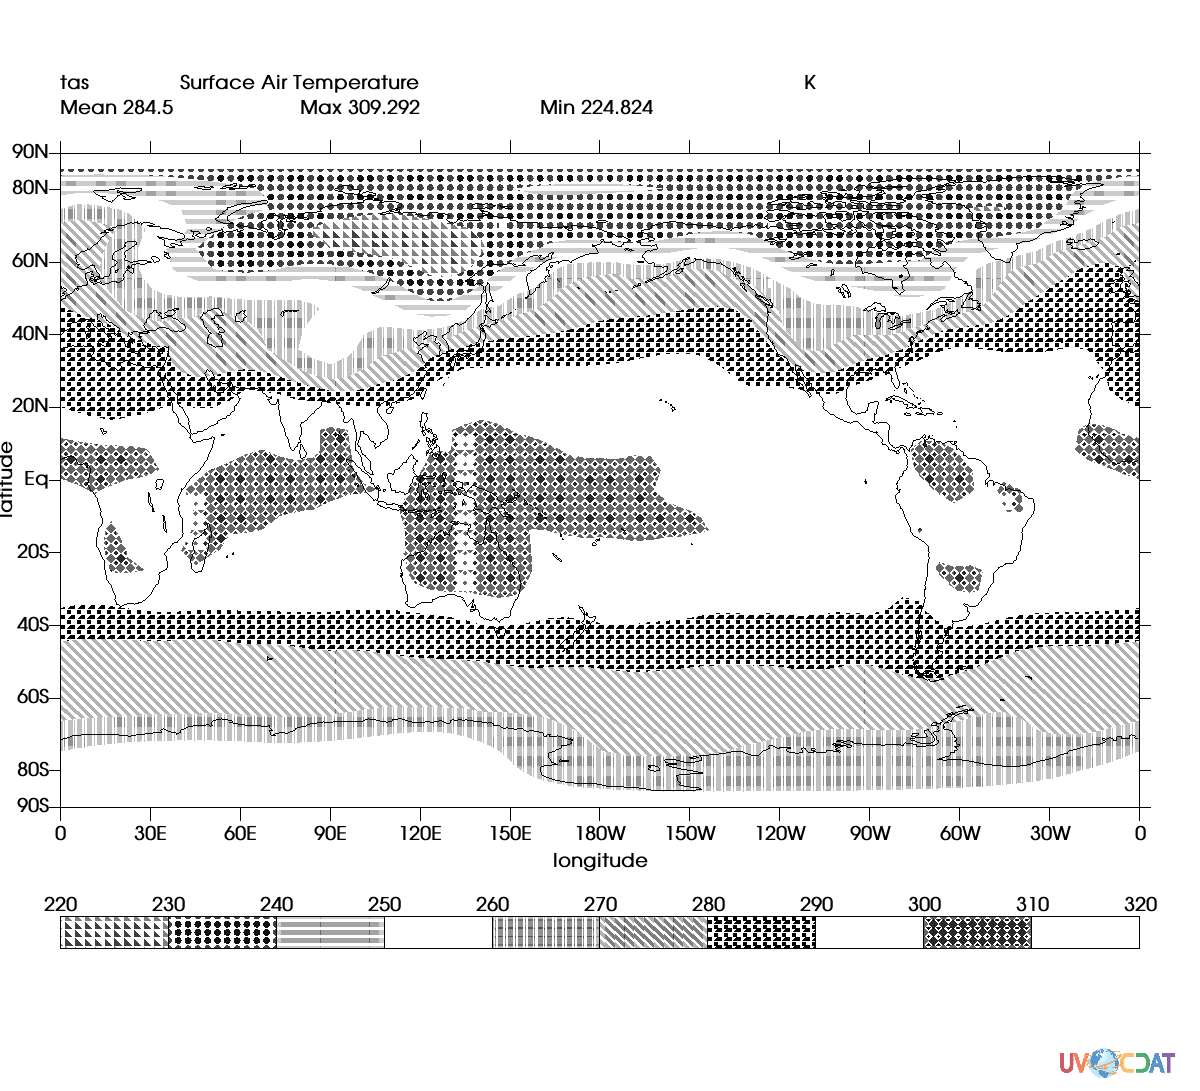 tas Surface Air Temperature K
Mean 284.5 Max 309.292 Min 224.824
90N
80N
60N
40N
20N
Eq
20S
40S
60S
80S
90S
latitude
0 30E 60E 90E 120E 150E 180W 150W 120W 90W 60W 30W 0
longitude
220 230 240 250 260 270 280 290 300 310 320
UVCDAT